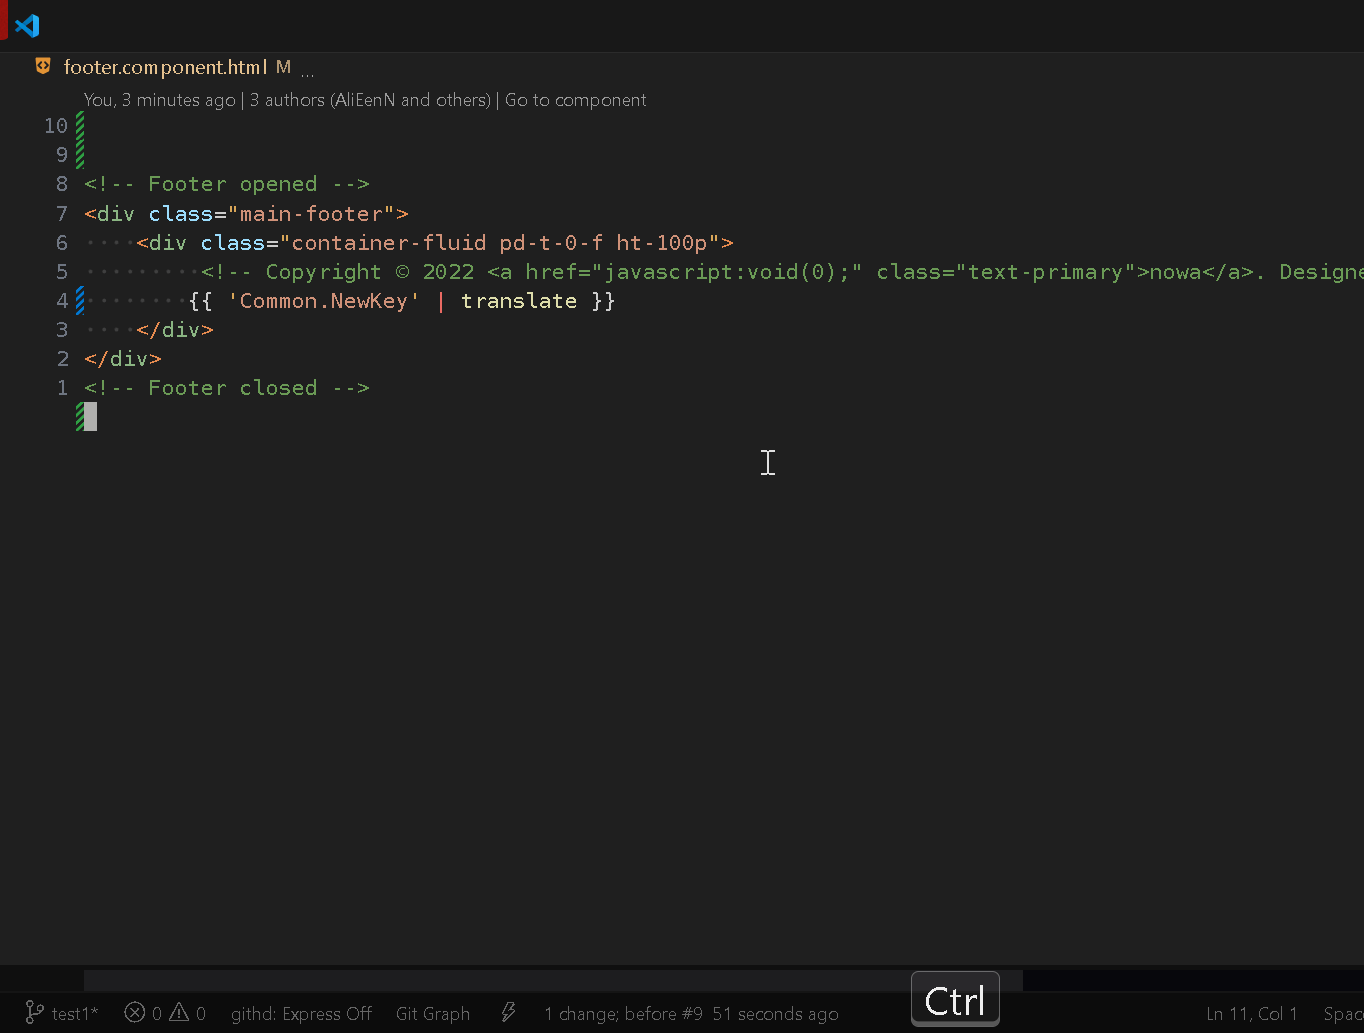 footer.component.html M ...
You, 3 minutes ago | 3 authors (AliEenN and others) | Go to component
10
9
8 <!-- Footer opened -->
7 <div class="main-footer">
6 ····<div class="container-fluid pd-t-0-f ht-100p">
5 ·········<!-- Copyright © 2022 <a href="javascript:void(0);" class="text-primary">nowa</a>. Designe
4 ········{{ 'Common.NewKey' | translate }}
3 ····</div>
2 </div>
1 <!-- Footer closed -->
Ctrl
test1* 0 0 githd: Express Off Git Graph 1 change; before #9 51 seconds ago Ln 11, Col 1 Spac